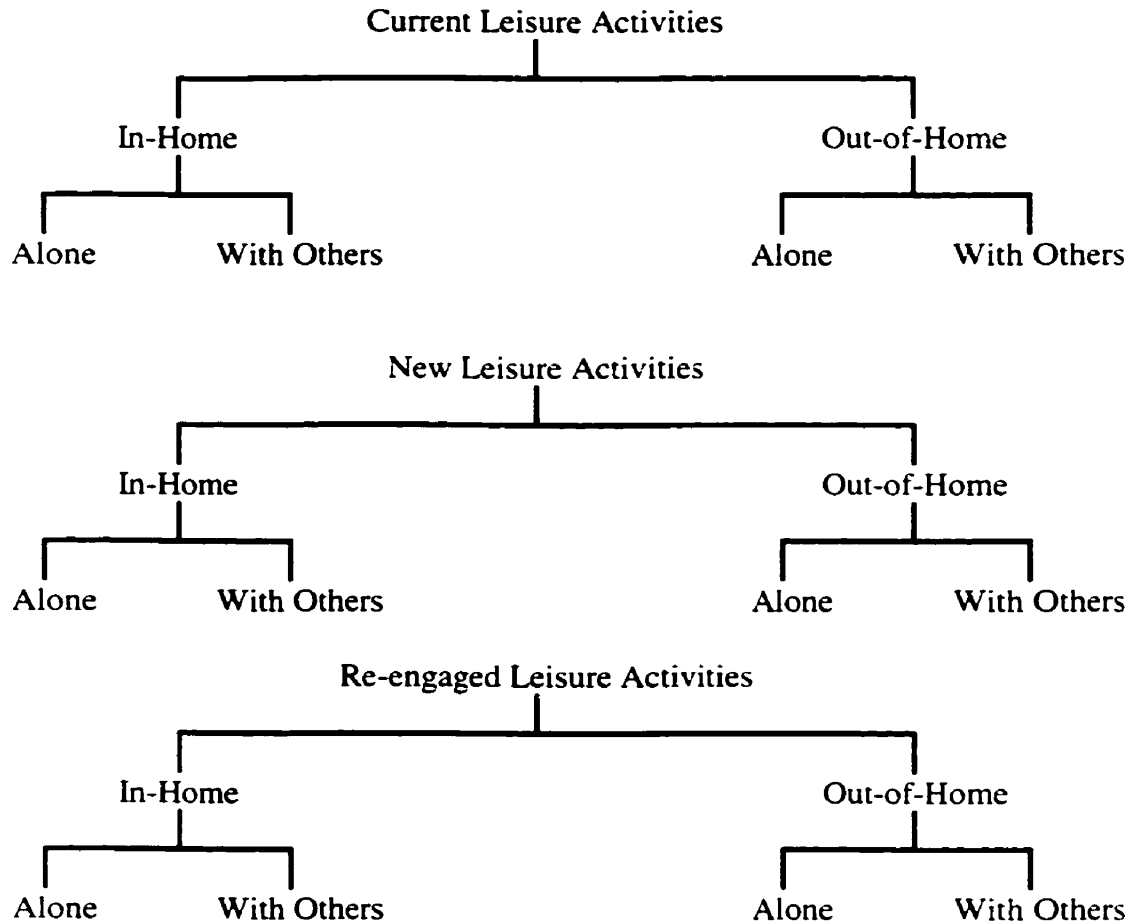 Current Leisure Activities
In-Home Out-of-Home
Alone With Others Alone With Others
New Leisure Activities
In-Home Out-of-Home
Alone With Others Alone With Others
Re-engaged Leisure Activities
In-Home Out-of-Home
Alone With Others Alone With Others